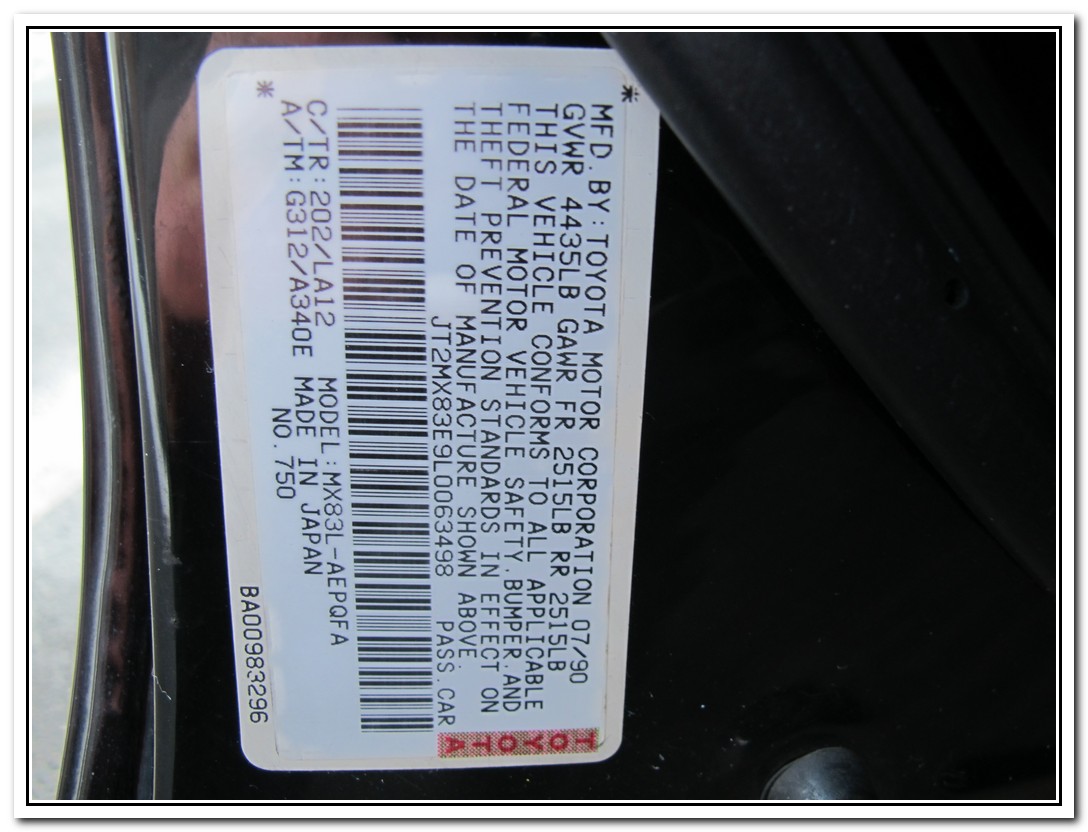 MFD.BY:TOYOTA MOTOR CORPORATION 07/90
GVWR 4435LB GAWR FR 2515LB RR 2515LB
THIS VEHICLE CONFORMS TO ALL APPLICABLE
FEDERAL MOTOR VEHICLE SAFETY.BUMPER.AND
THEFT PREVENTION STANDARDS IN EFFECT ON
THE DATE OF MANUFACTURE SHOWN ABOVE.
JT2MX83E9L0063498 PASS.CAR
C/TR:202/LA12 MODEL:MX83L-AEPQFA
A/TM:G312/A340E MADE IN JAPAN
NO.750
BA00983296
TOYOTA